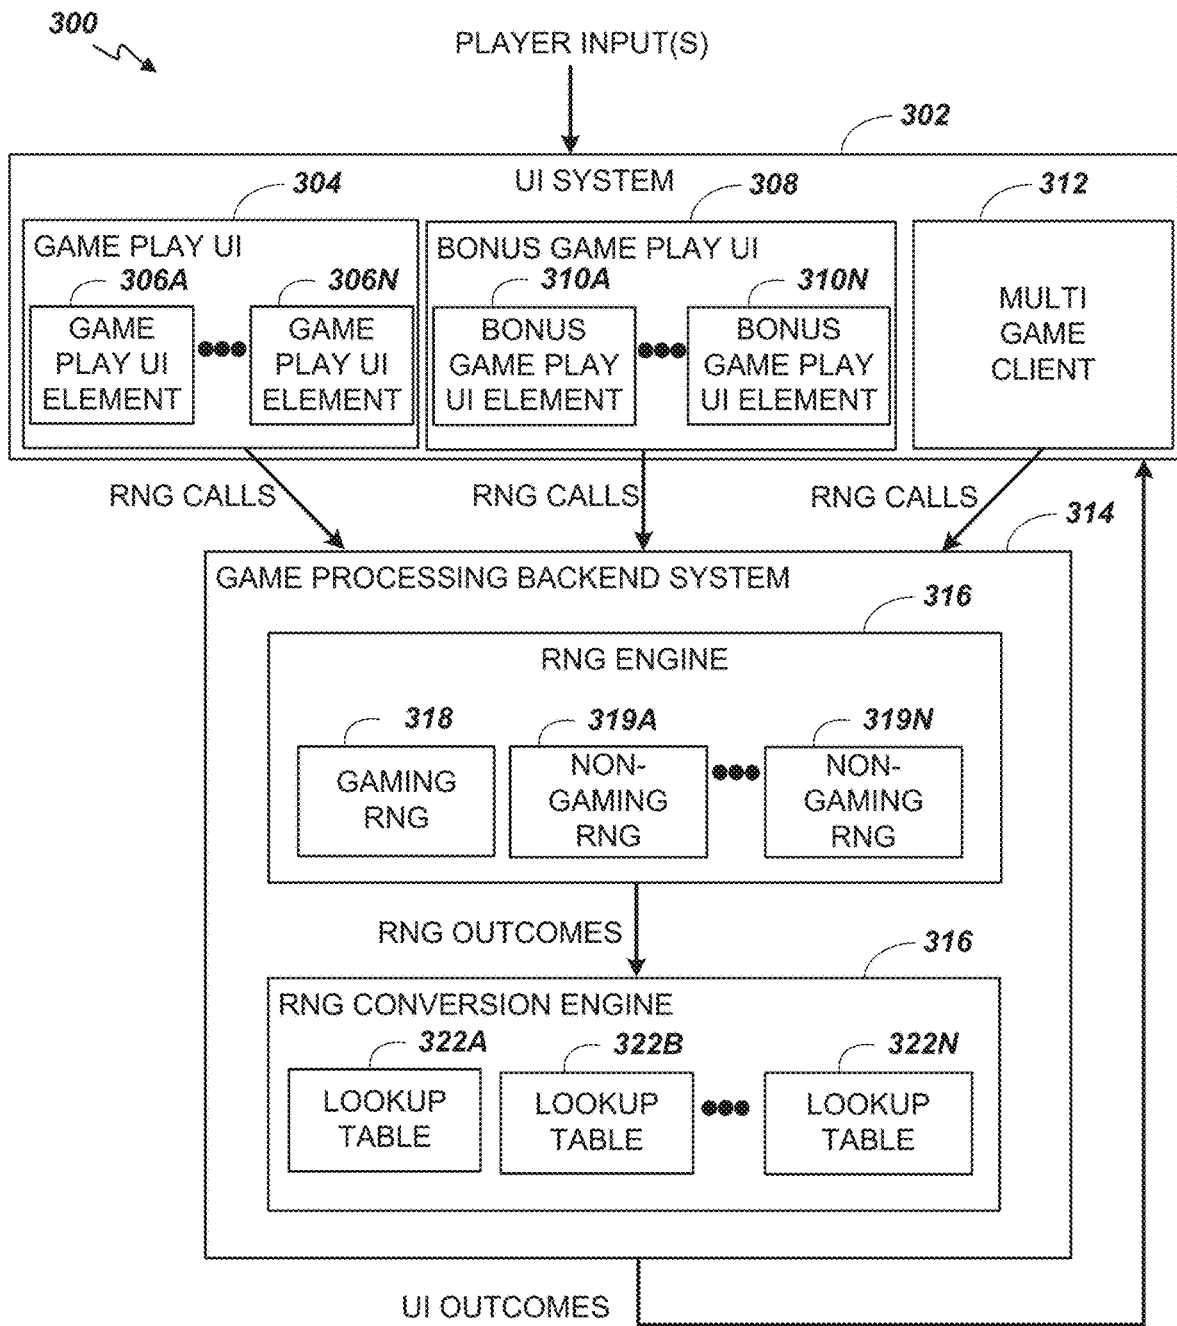 300
PLAYER INPUT(S)
302
UI SYSTEM
304
308
312
GAME PLAY UI
BONUS GAME PLAY UI
306A
306N
310A
310N
GAME
PLAY UI
ELEMENT
GAME
PLAY UI
ELEMENT
BONUS
GAME PLAY
UI ELEMENT
BONUS
GAME PLAY
UI ELEMENT
MULTI
GAME
CLIENT
RNG CALLS
RNG CALLS
RNG CALLS
314
GAME PROCESSING BACKEND SYSTEM
316
RNG ENGINE
318
319A
319N
GAMING
RNG
NON-
GAMING
RNG
NON-
GAMING
RNG
RNG OUTCOMES
316
RNG CONVERSION ENGINE
322A
322B
322N
LOOKUP
TABLE
LOOKUP
TABLE
LOOKUP
TABLE
UI OUTCOMES